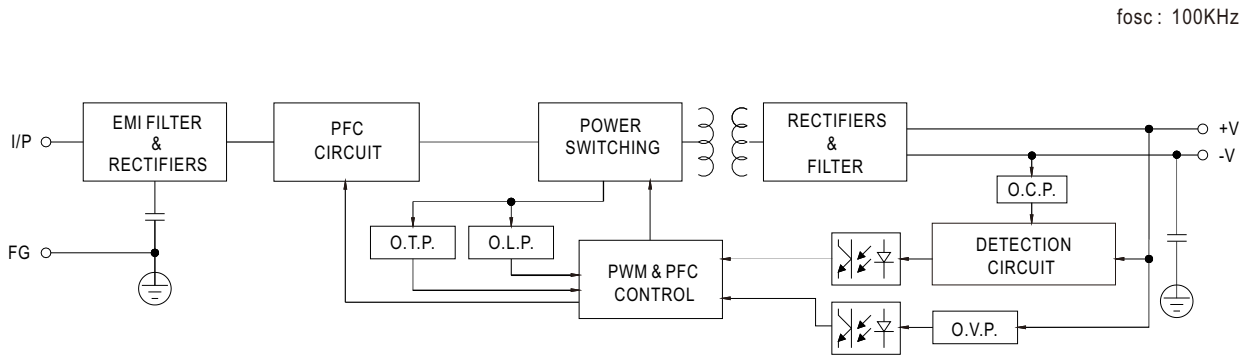 fosc : 100KHz
I/P
EMI FILTER
&
RECTIFIERS
PFC
CIRCUIT
POWER
SWITCHING
RECTIFIERS
&
FILTER
+V
-V
O.C.P.
FG
O.T.P.
O.L.P.
PWM & PFC
CONTROL
DETECTION
CIRCUIT
O.V.P.